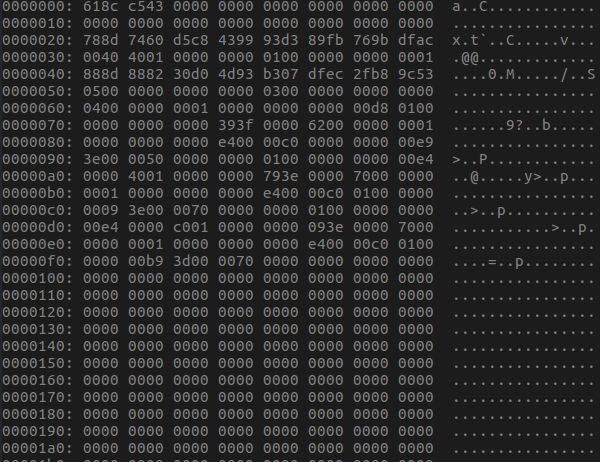 0000000: 618c c543 0000 0000 0000 0000 0000 0000  a..C............
0000010: 0000 0000 0000 0000 0000 0000 0000 0000  ................
0000020: 788d 7460 d5c8 4399 93d3 89fb 769b dfac  x.t`..C.....v...
0000030: 0040 4001 0000 0000 0100 0000 0000 0001  .@@.............
0000040: 888d 8882 30d0 4d93 b307 dfec 2fb8 9c53  ....0.M...../..S
0000050: 0500 0000 0000 0000 0300 0000 0000 0000  ................
0000060: 0400 0000 0001 0000 0000 0000 00d8 0100  ................
0000070: 0000 0000 0000 393f 0000 6200 0000 0001  ......9?..b.....
0000080: 0000 0000 0000 e400 00c0 0000 0000 00e9  ................
0000090: 3e00 0050 0000 0000 0100 0000 0000 00e4  >..P............
00000a0: 0000 4001 0000 0000 793e 0000 7000 0000  ..@.....y>..p...
00000b0: 0001 0000 0000 0000 e400 00c0 0100 0000  ................
00000c0: 0009 3e00 0070 0000 0000 0100 0000 0000  ..>..p..........
00000d0: 00e4 0000 c001 0000 0000 093e 0000 7000  ...........>..p.
00000e0: 0000 0001 0000 0000 0000 e400 00c0 0100  ................
00000f0: 0000 00b9 3d00 0070 0000 0000 0000 0000  ....=..p........
0000100: 0000 0000 0000 0000 0000 0000 0000 0000  ................
0000110: 0000 0000 0000 0000 0000 0000 0000 0000  ................
0000120: 0000 0000 0000 0000 0000 0000 0000 0000  ................
0000130: 0000 0000 0000 0000 0000 0000 0000 0000  ................
0000140: 0000 0000 0000 0000 0000 0000 0000 0000  ................
0000150: 0000 0000 0000 0000 0000 0000 0000 0000  ................
0000160: 0000 0000 0000 0000 0000 0000 0000 0000  ................
0000170: 0000 0000 0000 0000 0000 0000 0000 0000  ................
0000180: 0000 0000 0000 0000 0000 0000 0000 0000  ................
0000190: 0000 0000 0000 0000 0000 0000 0000 0000  ................
00001a0: 0000 0000 0000 0000 0000 0000 0000 0000  ................